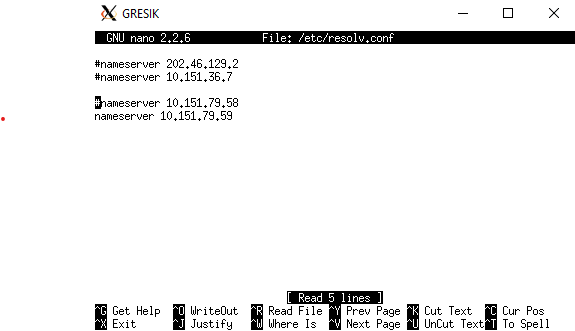 GRESIK
GNU nano 2.2.6 File: /etc/resolv.conf
#nameserver 202.46.129.2
#nameserver 10.151.36.7
#nameserver 10.151.79.58
nameserver 10.151.79.59
[ Read 5 lines ]
^G Get Help ^O WriteOut ^R Read File ^Y Prev Page ^K Cut Text ^C Cur Pos
^X Exit ^J Justify ^W Where Is ^V Next Page ^U UnCut Text ^T To Spell